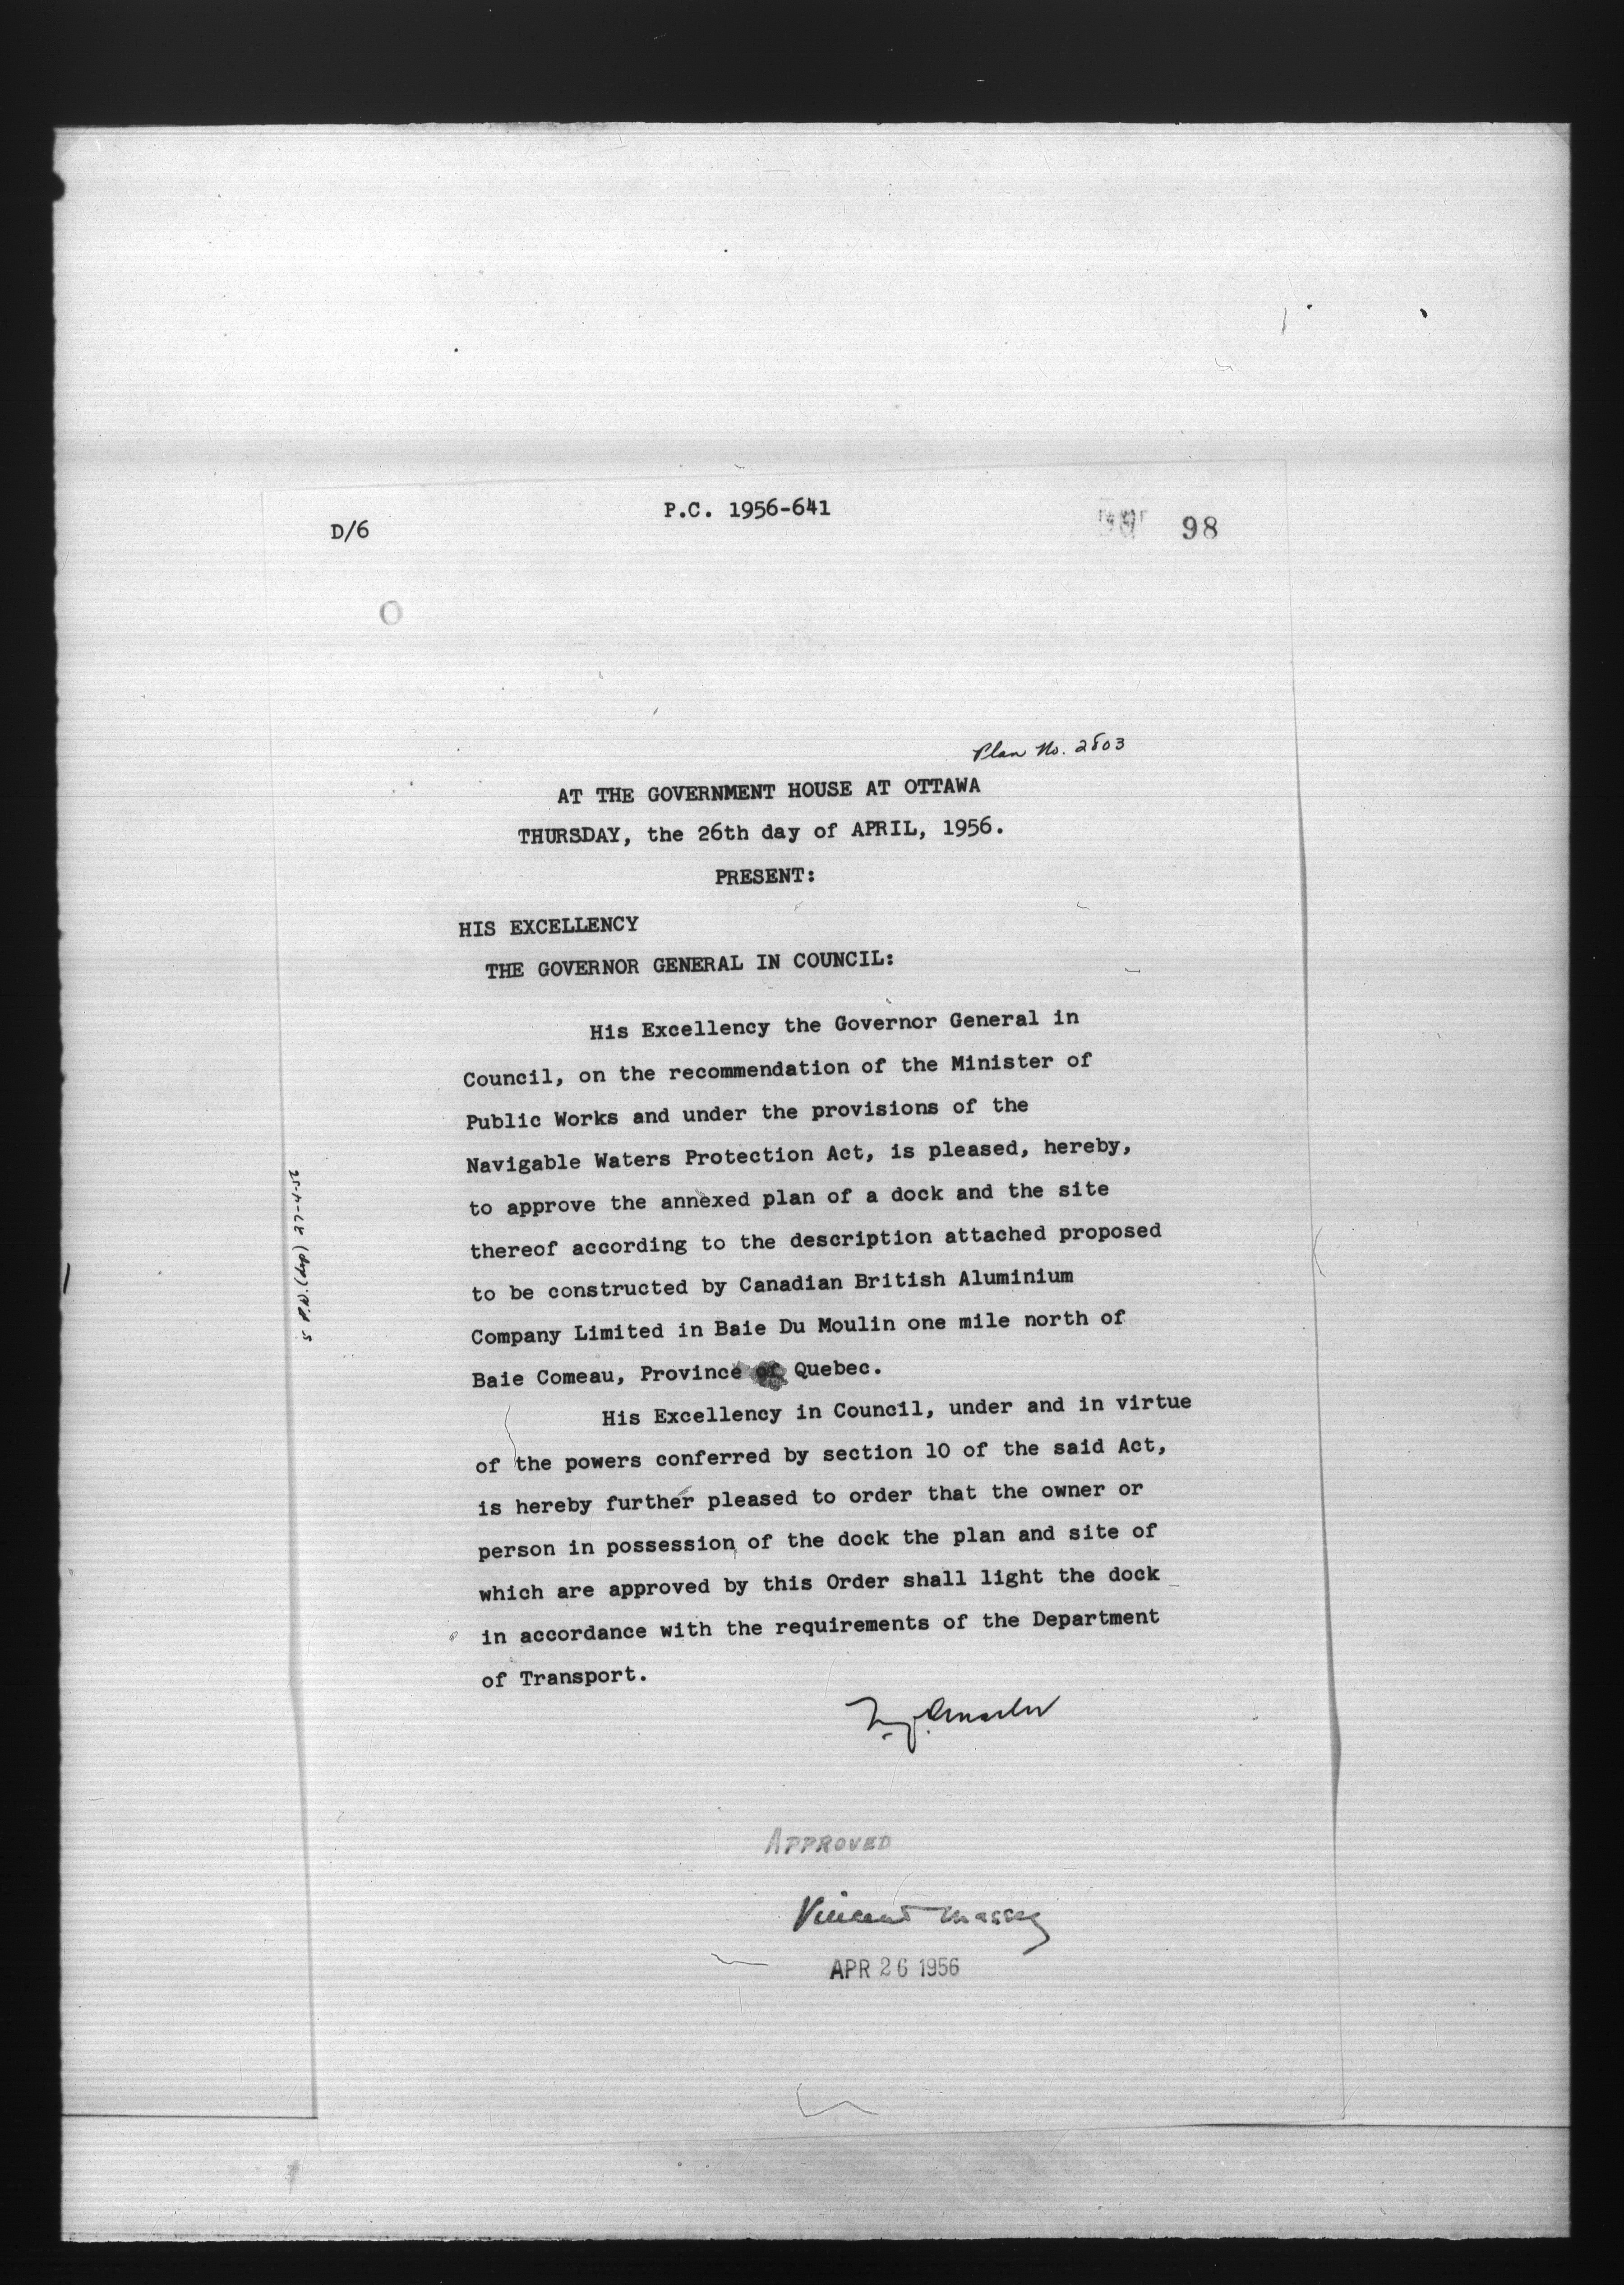 P.C. 1956-641
D/6
98
Plan No. 2803
AT THE GOVERNMENT HOUSE AT OTTAWA
THURSDAY, the 26th day of APRIL, 1956.
PRESENT:
HIS EXCELLENCY
THE GOVERNOR GENERAL IN COUNCIL:
His Excellency the Governor General in
Council, on the recommendation of the Minister of
Public Works and under the provisions of the
Navigable Waters Protection Act, is pleased, hereby,
to approve the annexed plan of a dock and the site
thereof according to the description attached proposed
to be constructed by Canadian British Aluminium
Company Limited in Baie Du Moulin one mile north of
Baie Comeau, Province of Quebec.
His Excellency in Council, under and in virtue
of the powers conferred by section 10 of the said Act,
is hereby further pleased to order that the owner or
person in possession of the dock the plan and site of
which are approved by this Order shall light the dock
in accordance with the requirements of the Department
of Transport.
APPROVED
Vincent Massey
APR 26 1956